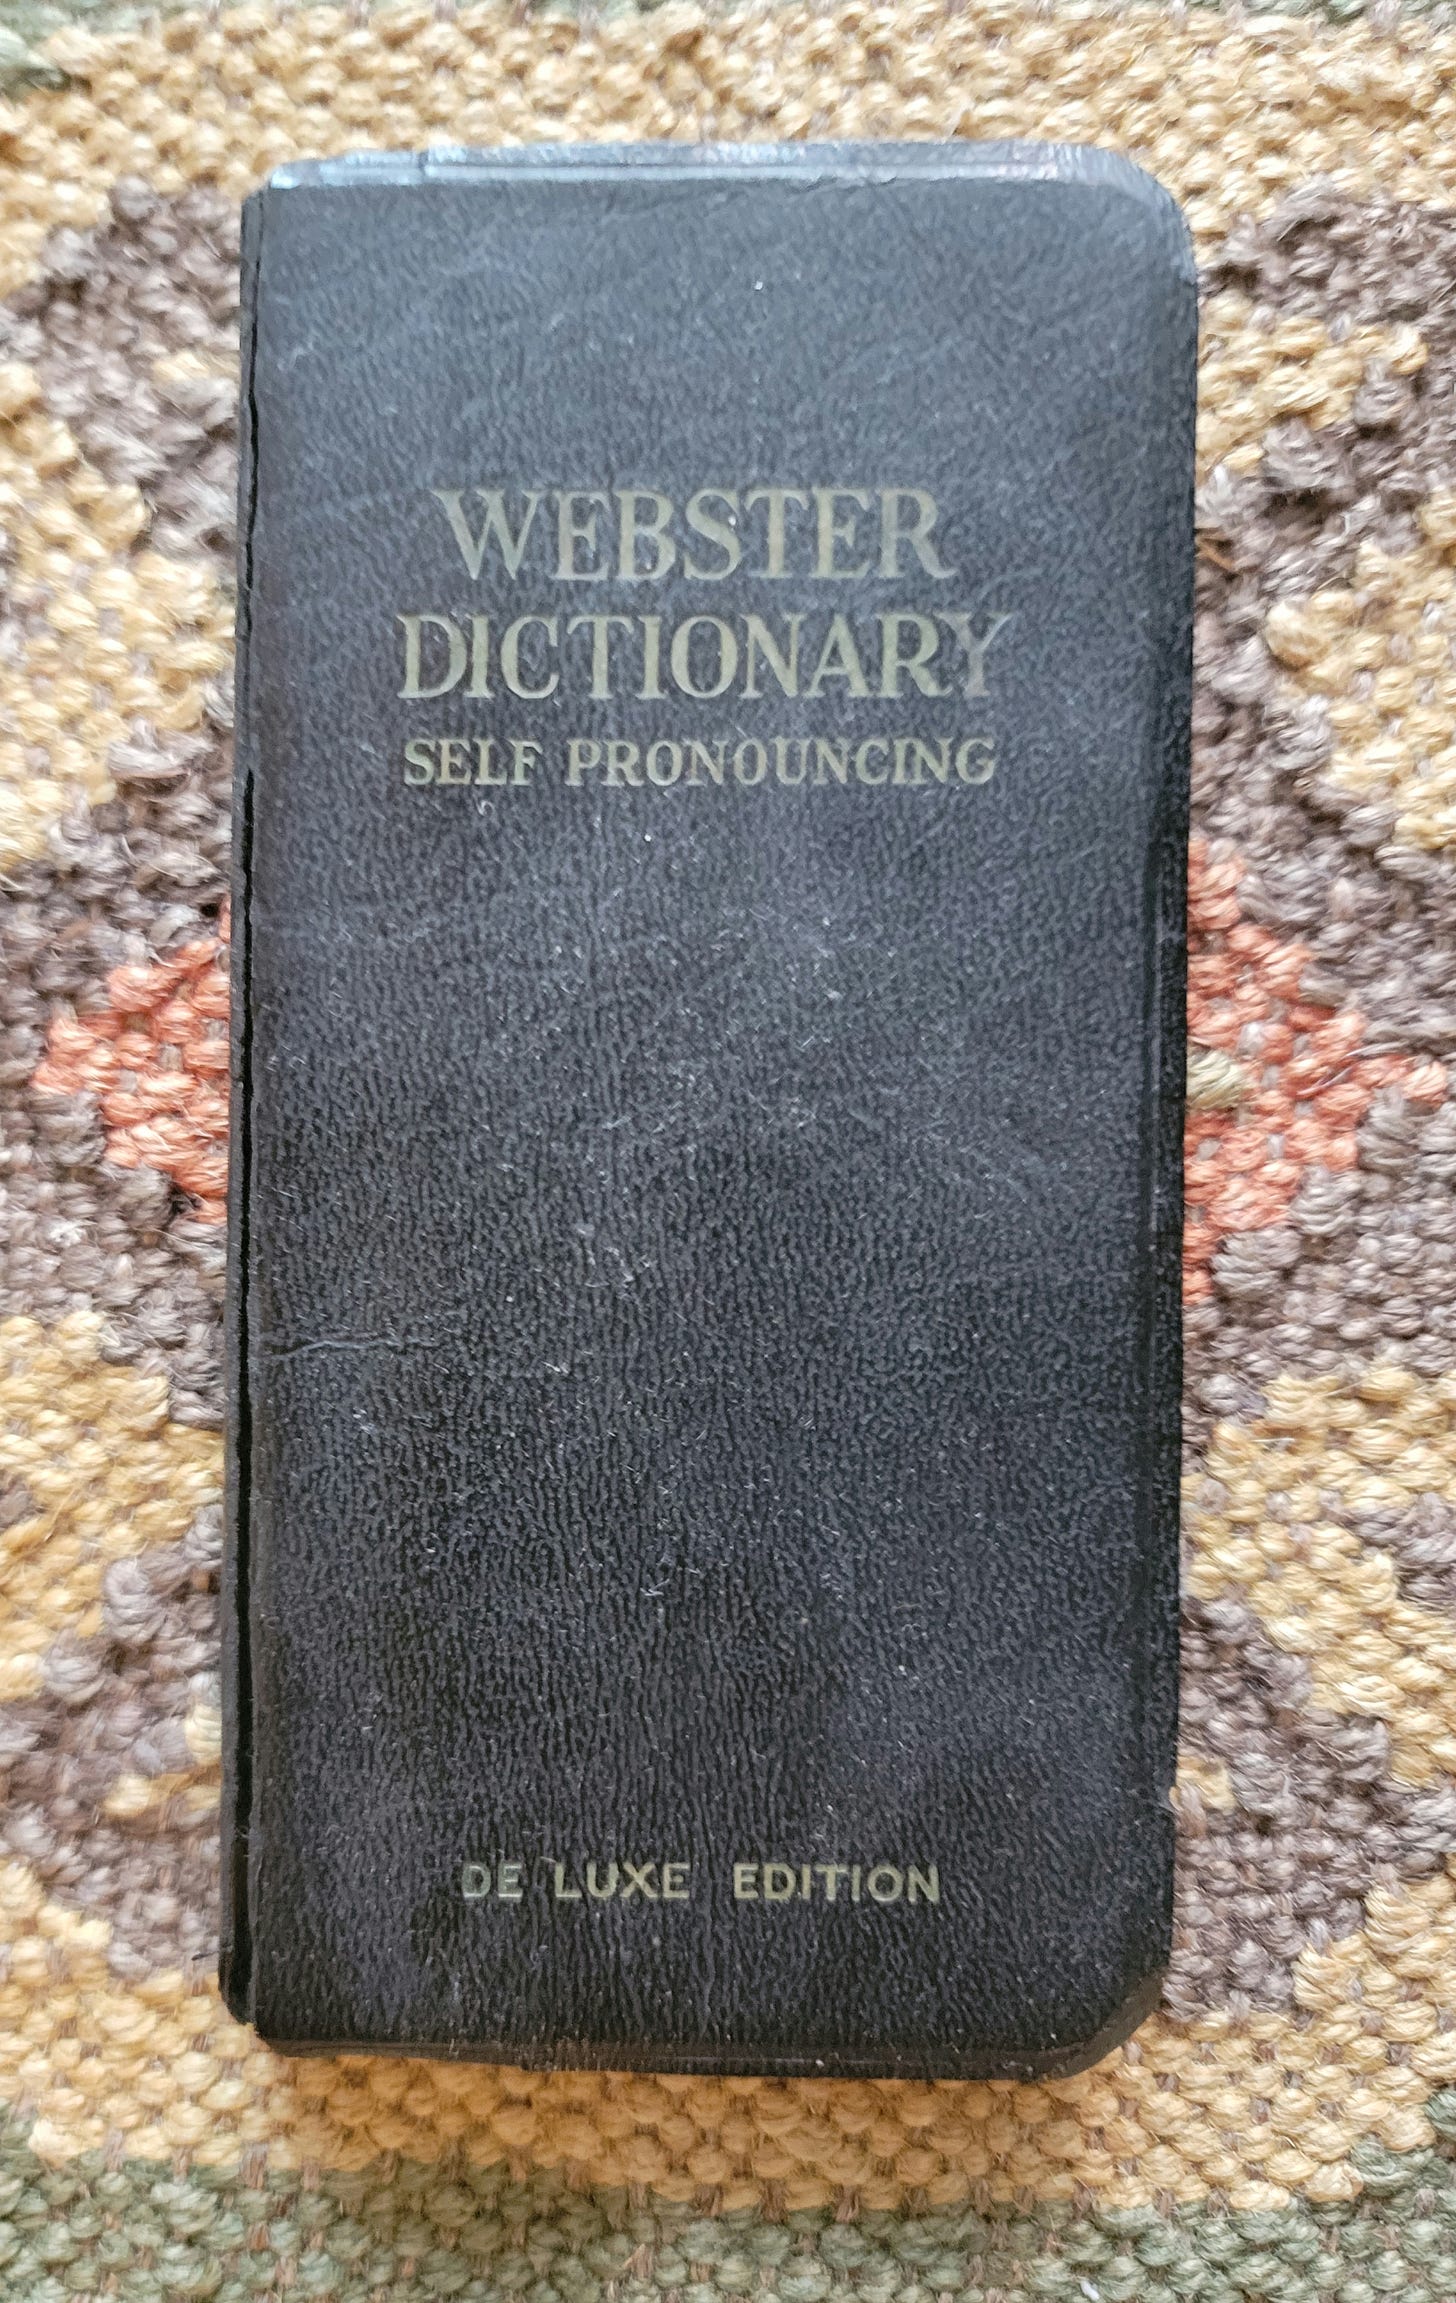 WEBSTER
DICTIONARY
SELF PRONOUNCING
DE LUXE EDITION